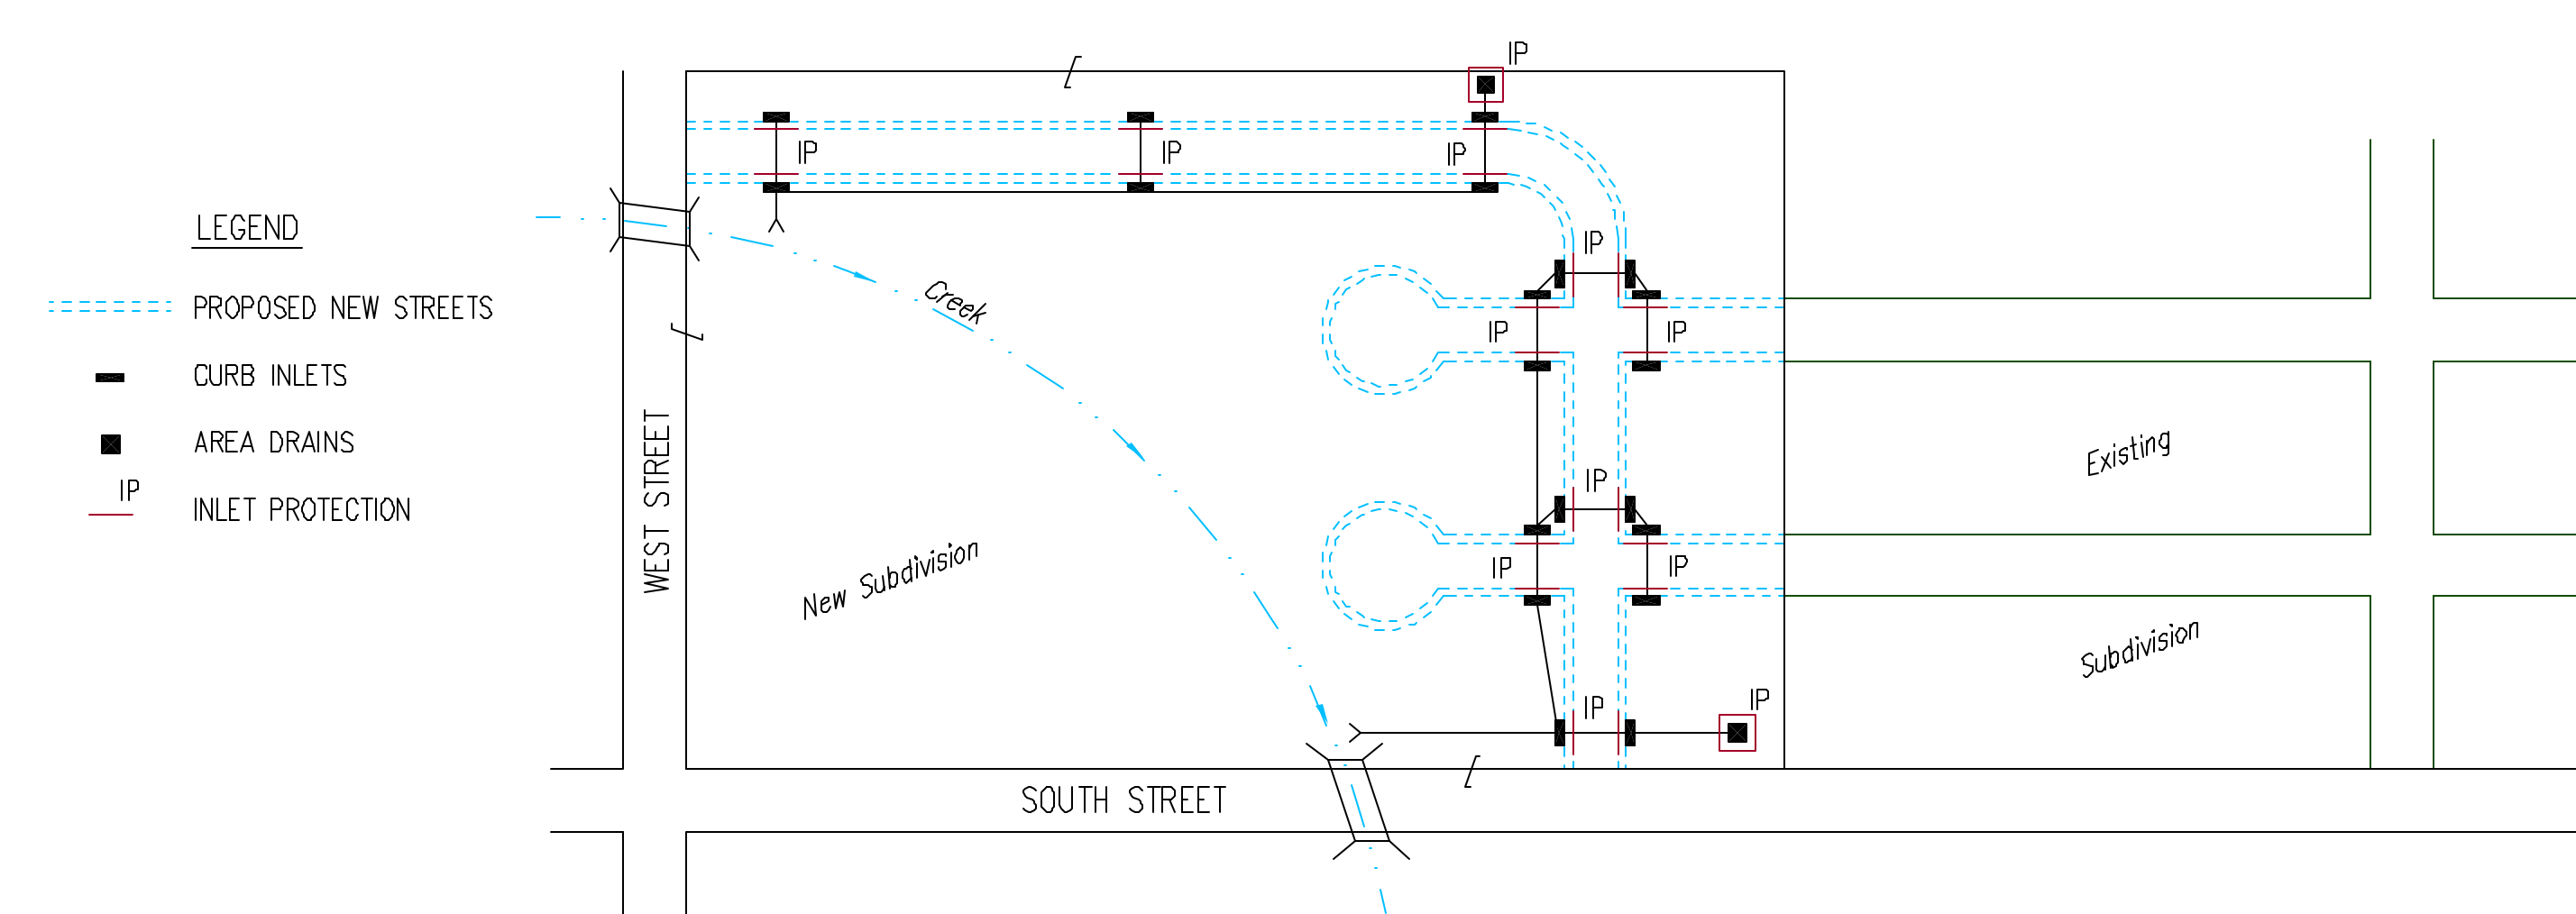 LEGEND
PROPOSED NEW STREETS
CURB INLETS
AREA DRAINS
IP
INLET PROTECTION
IP
IP
IP
IP
IP
Creek
IP
IP
WEST STREET
New Subdivision
IP
IP
IP
Existing
Subdivision
IP
IP
SOUTH STREET